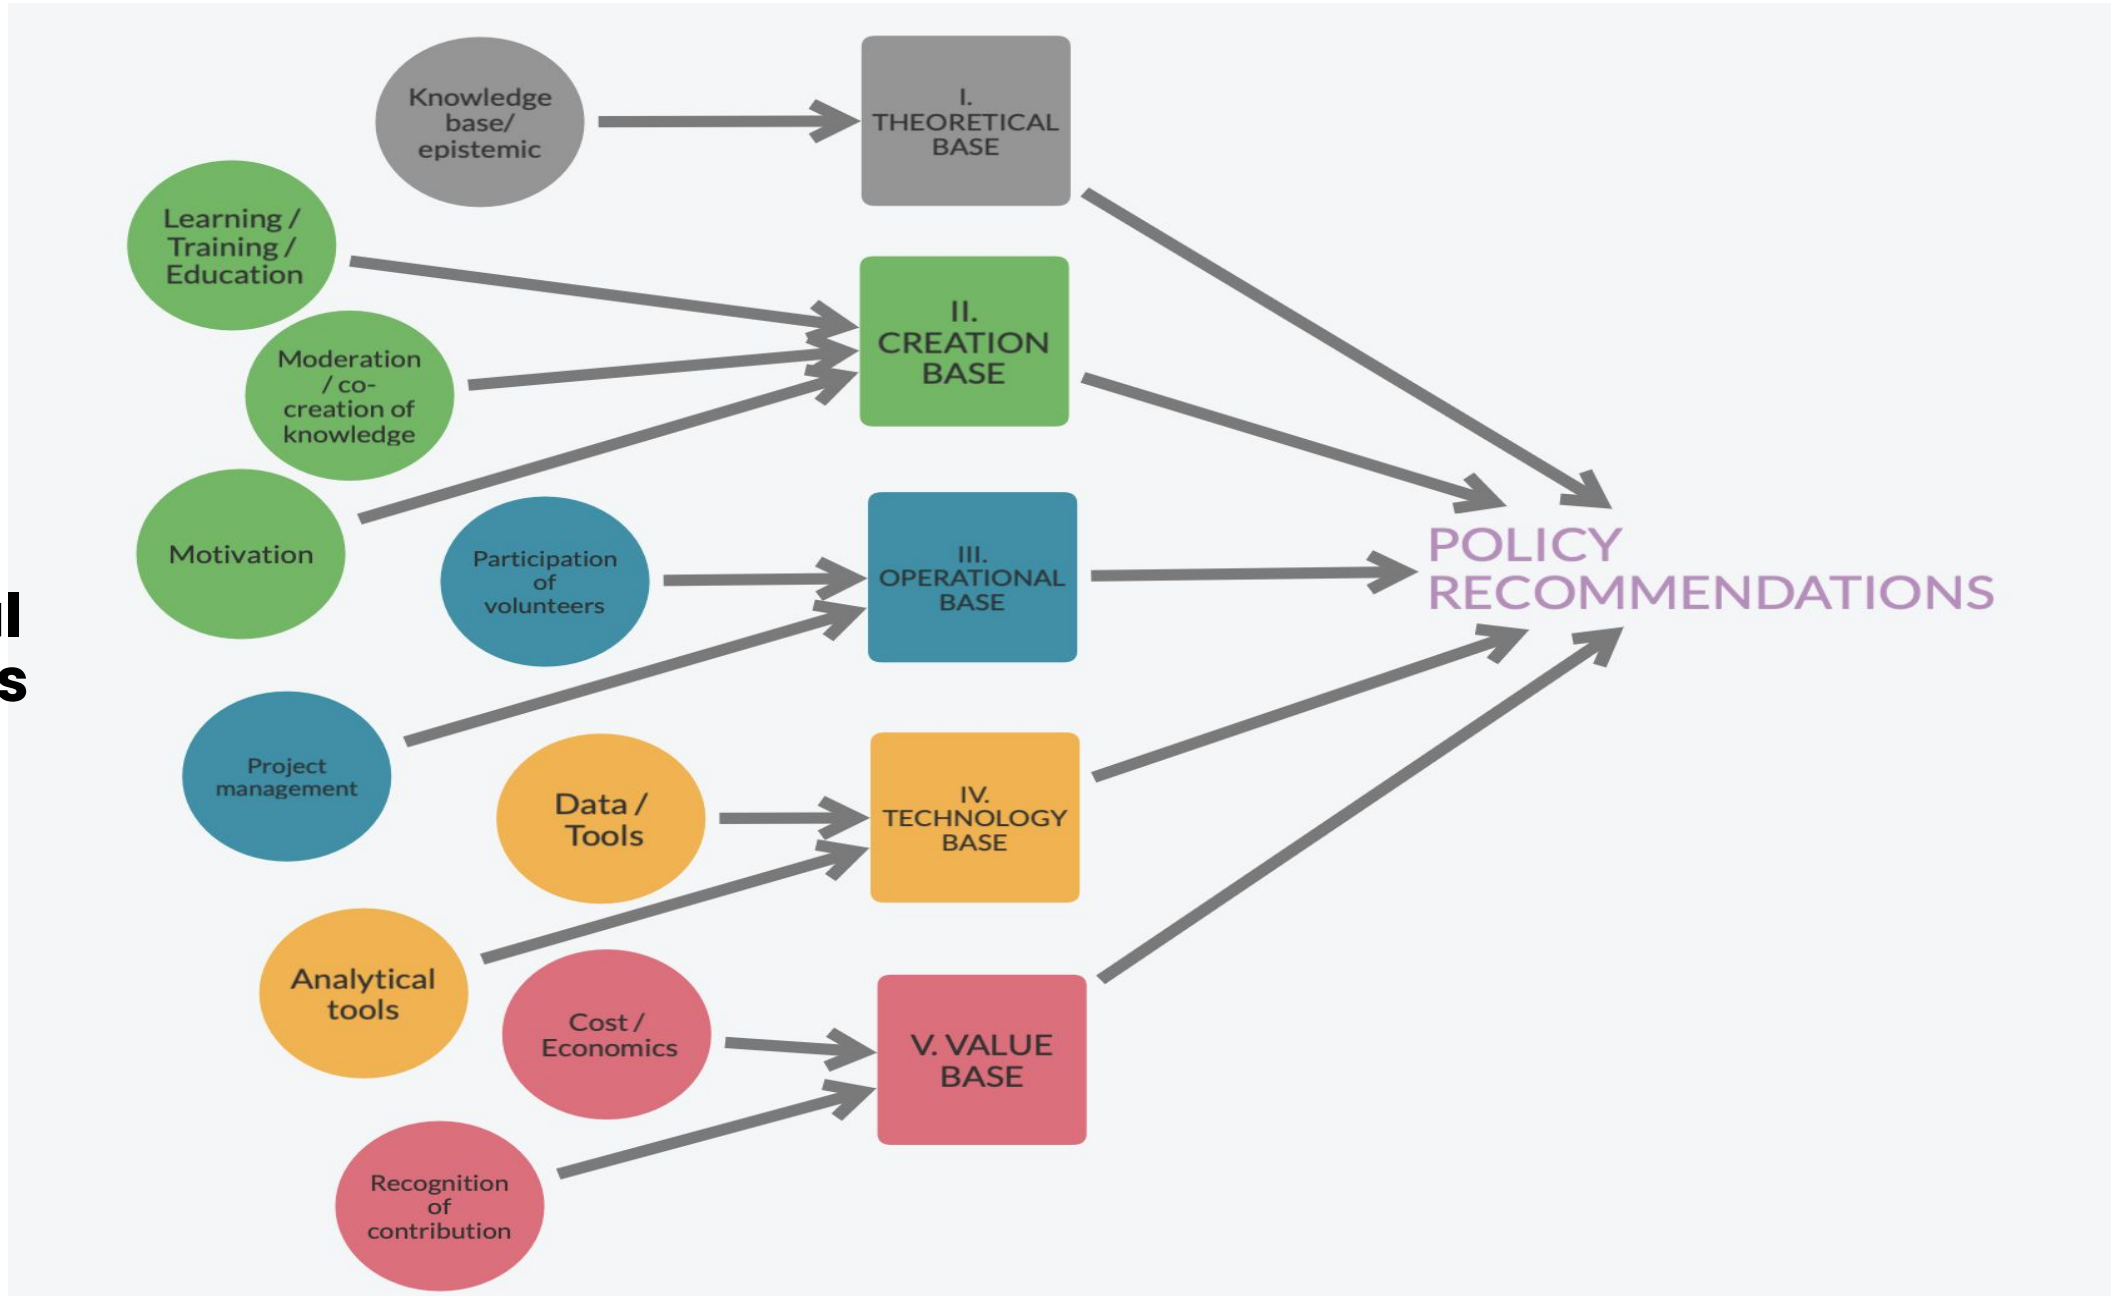 Knowledge
base/
epistemic
I.
THEORETICAL
BASE
Learning /
Training /
Education
II.
CREATION
BASE
Moderation
/ co-
creation of
knowledge
Motivation
Participation
of
volunteers
III.
OPERATIONAL
BASE
POLICY
RECOMMENDATIONS
Project
management
Data /
Tools
IV.
TECHNOLOGY
BASE
Analytical
tools
Cost /
Economics
V. VALUE
BASE
Recognition
of
contribution